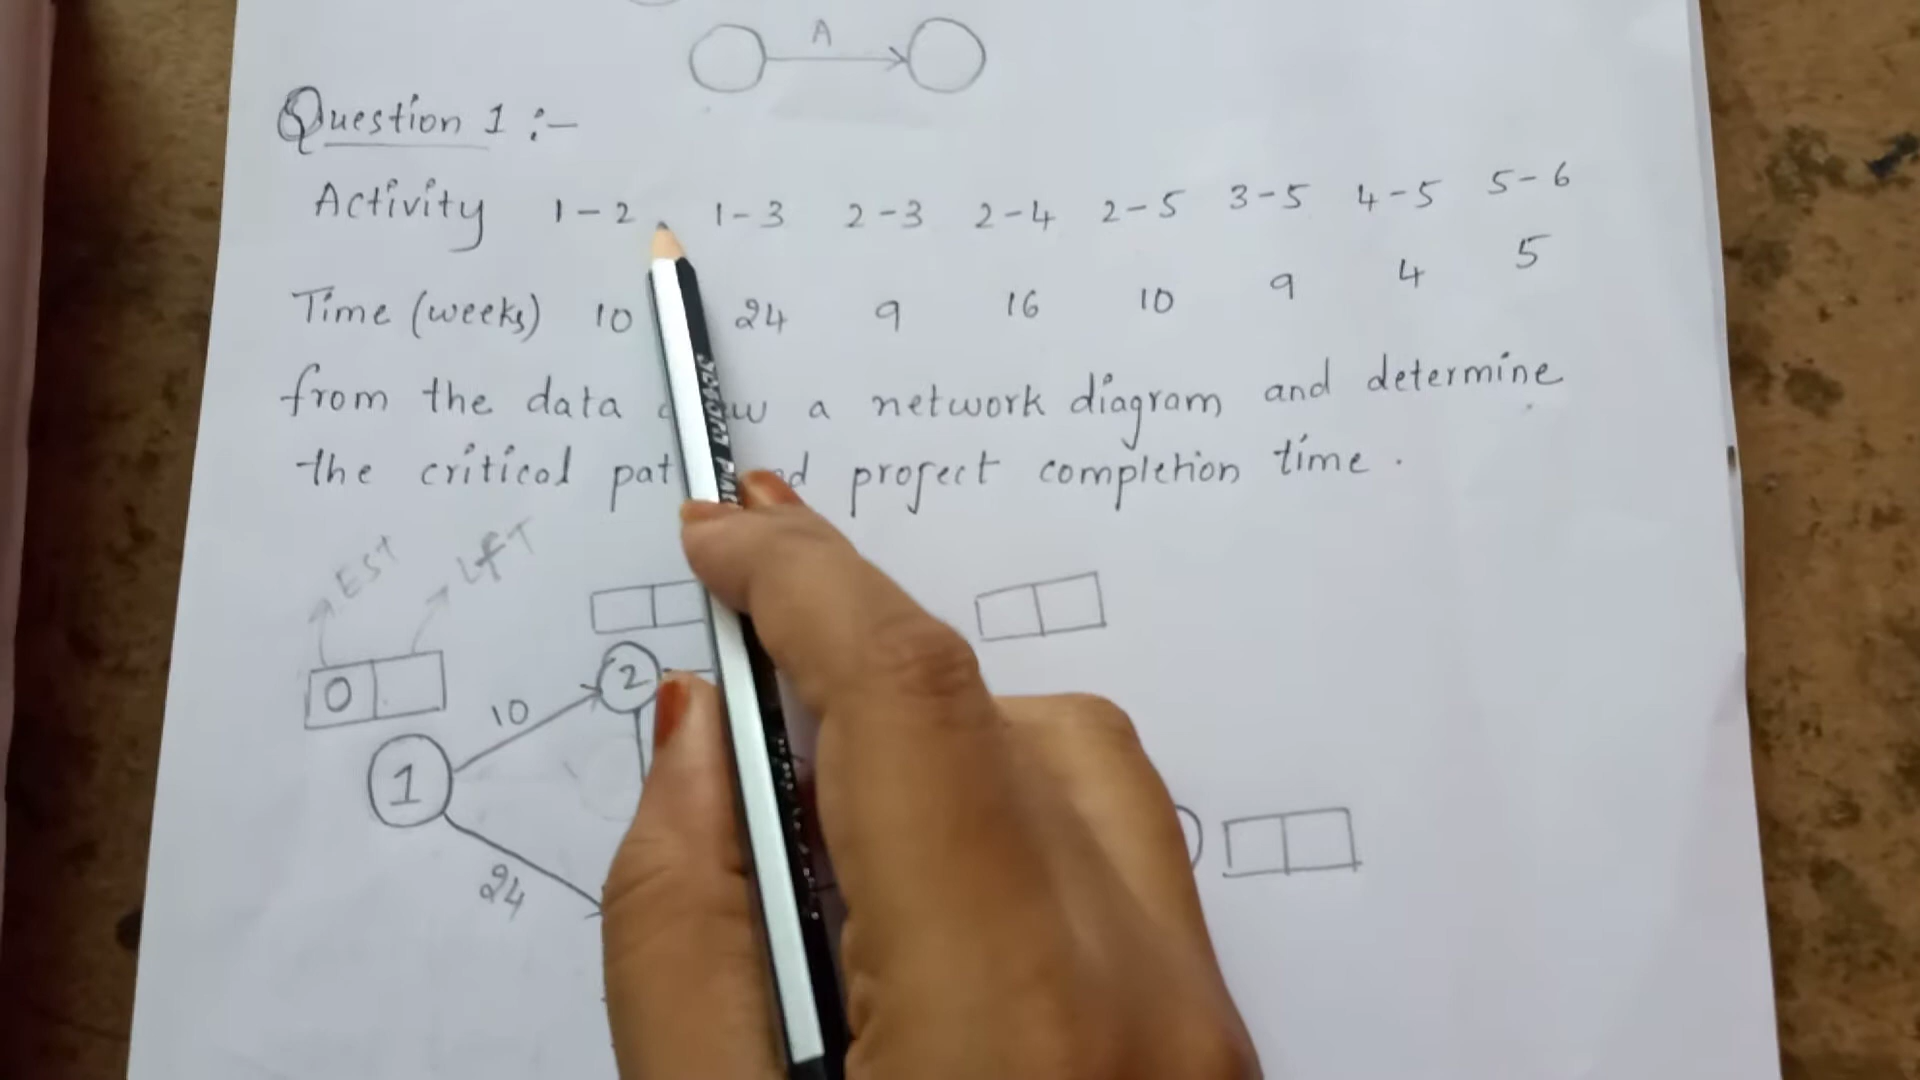 A
Question 1 :-
Activity 1-2 1-3 2-3 2-4 2-5 3-5 4-5 5-6
Time (weeks) 10 24 9 16 10 9 4 5
from the data a network diagram and determine
the critical project completion time .
EST LfT
0
10
2
1
24